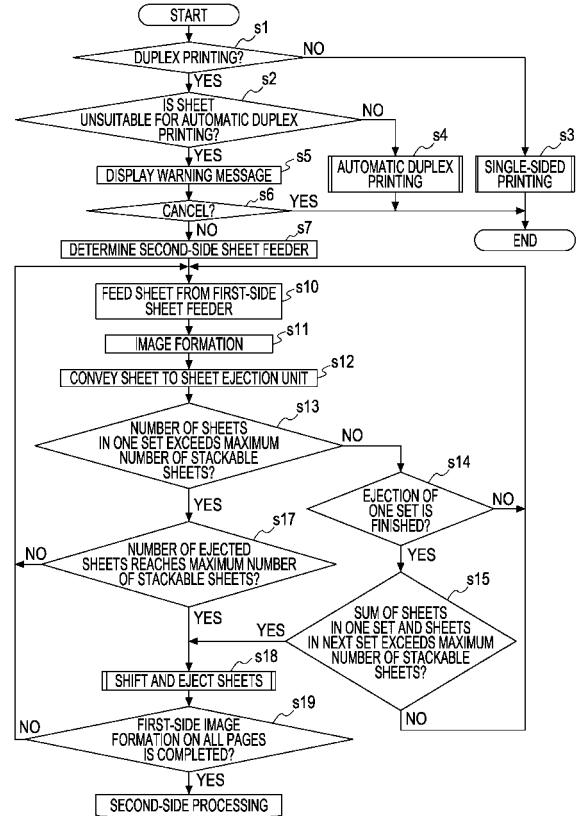 START
s1
DUPLEX PRINTING?
NO
YES
s2
IS SHEET
UNSUITABLE FOR AUTOMATIC DUPLEX
PRINTING?
NO
YES
s4
AUTOMATIC DUPLEX
PRINTING
s3
SINGLE-SIDED
PRINTING
s5
DISPLAY WARNING MESSAGE
s6
CANCEL?
YES
NO
END
s7
DETERMINE SECOND-SIDE SHEET FEEDER
s10
FEED SHEET FROM FIRST-SIDE
SHEET FEEDER
s11
IMAGE FORMATION
s12
CONVEY SHEET TO SHEET EJECTION UNIT
s13
NUMBER OF SHEETS
IN ONE SET EXCEEDS MAXIMUM
NUMBER OF STACKABLE
SHEETS?
NO
YES
s14
EJECTION OF
ONE SET IS
FINISHED?
NO
YES
s17
NUMBER OF EJECTED
SHEETS REACHES MAXIMUM NUMBER
OF STACKABLE SHEETS?
NO
YES
s15
SUM OF SHEETS
IN ONE SET AND SHEETS
IN NEXT SET EXCEEDS MAXIMUM
NUMBER OF STACKABLE
SHEETS?
YES
NO
s18
SHIFT AND EJECT SHEETS
s19
FIRST-SIDE IMAGE
FORMATION ON ALL PAGES
IS COMPLETED?
NO
YES
SECOND-SIDE PROCESSING